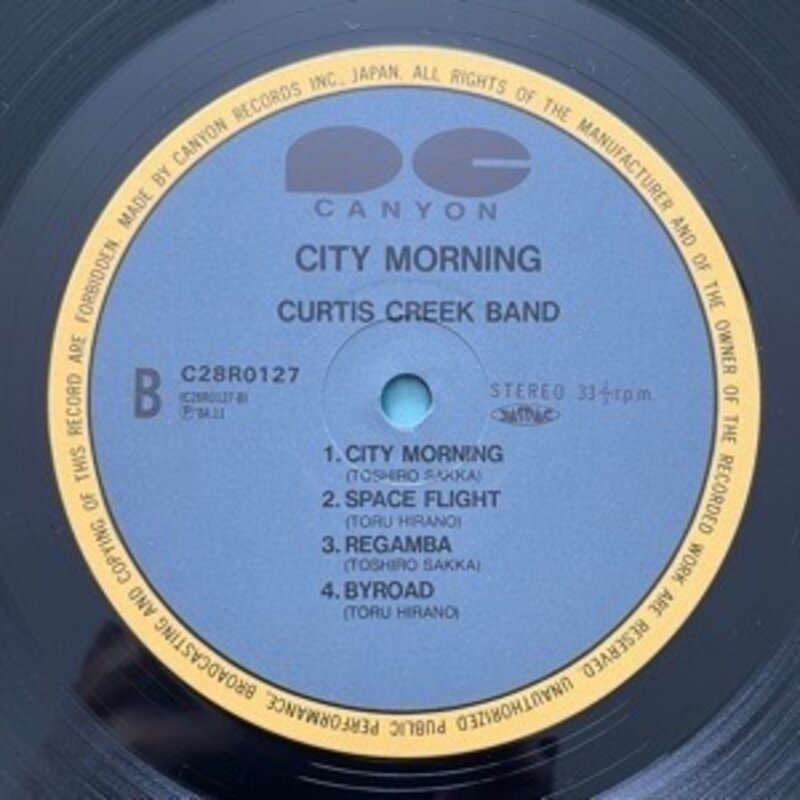 MADE BY CANYON RECORDS INC., JAPAN. ALL RIGHTS OF THE MANUFACTURER AND OF THE OWNER OF THE RECORDED WORK ARE RESERVED. UNAUTHORIZED PUBLIC PERFORMANCE, BROADCASTING AND COPYING OF THIS RECORD ARE FORBIDDEN.
CANYON
CITY MORNING
CURTIS CREEK BAND
B
C28R0127
(C28R0127-B)
Ⓟ '84.11
STEREO 33⅓ r.p.m.
JASRAC
1. CITY MORNING
(TOSHIRO SAKKA)
2. SPACE FLIGHT
(TORU HIRANO)
3. REGAMBA
(TOSHIRO SAKKA)
4. BYROAD
(TORU HIRANO)